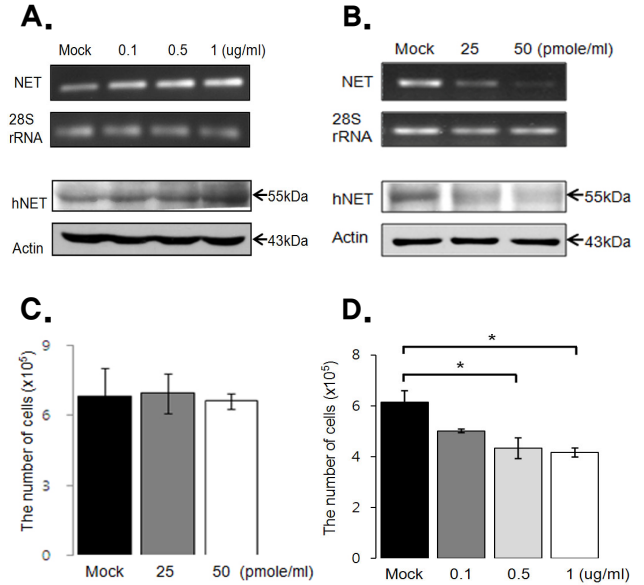 A.
Mock 0.1 0.5 1 (ug/ml)
NET
28S
rRNA
hNET
55kDa
Actin
43kDa
B.
Mock 25 50 (pmole/ml)
NET
28S
rRNA
hNET
55kDa
Actin
43kDa
C.
The number of cells (x10⁵)
9
6
3
0
Mock 25 50 (pmole/ml)
D.
The number of cells (x10⁵)
8
6
4
2
0
*
*
Mock 0.1 0.5 1 (ug/ml)